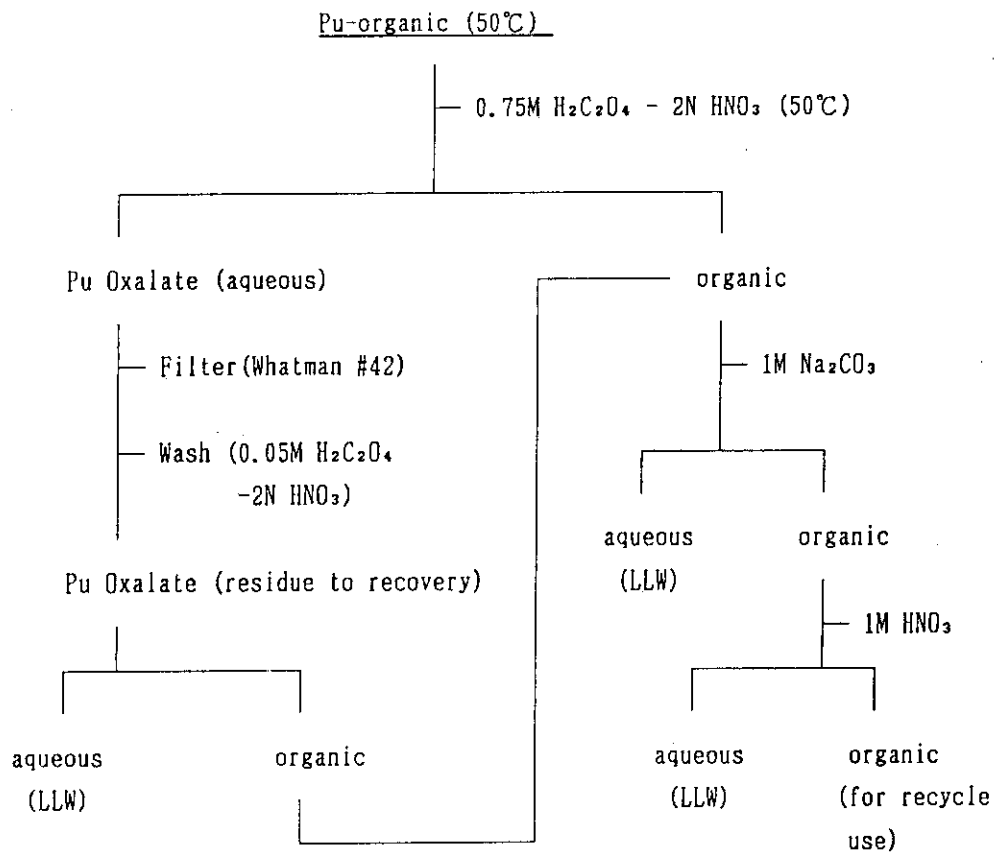 Pu-organic (50℃)
0.75M H₂C₂O₄ - 2N HNO₃ (50℃)
Pu Oxalate (aqueous)
organic
Filter(Whatman #42)
1M Na₂CO₃
Wash (0.05M H₂C₂O₄
-2N HNO₃)
aqueous
(LLW)
organic
Pu Oxalate (residue to recovery)
1M HNO₃
aqueous
(LLW)
organic
aqueous
(LLW)
organic
(for recycle
use)